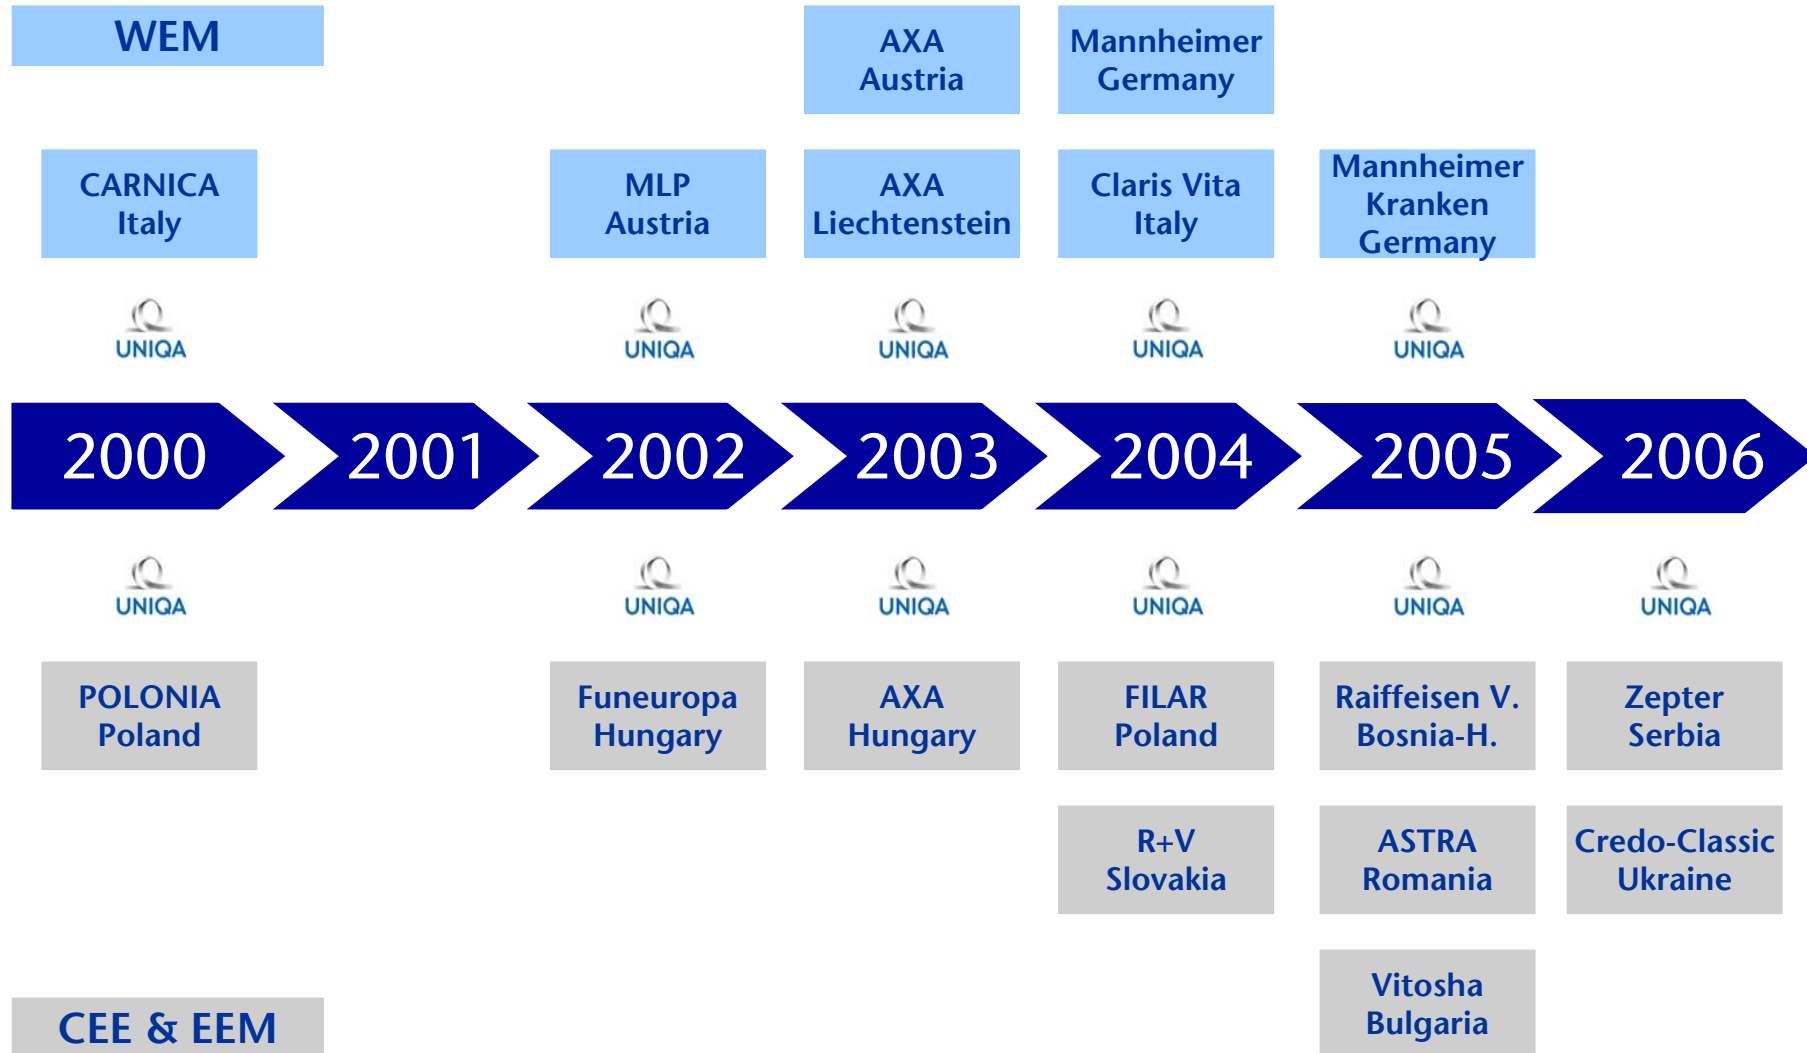 WEM
AXA
Austria
Mannheimer
Germany
CARNICA
Italy
MLP
Austria
AXA
Liechtenstein
Claris Vita
Italy
Mannheimer
Kranken
Germany
UNIQA
UNIQA
UNIQA
UNIQA
UNIQA
2000
2001
2002
2003
2004
2005
2006
UNIQA
UNIQA
UNIQA
UNIQA
UNIQA
UNIQA
POLONIA
Poland
Funeuropa
Hungary
AXA
Hungary
FILAR
Poland
Raiffeisen V.
Bosnia-H.
Zepter
Serbia
R+V
Slovakia
ASTRA
Romania
Credo-Classic
Ukraine
Vitosha
Bulgaria
CEE & EEM